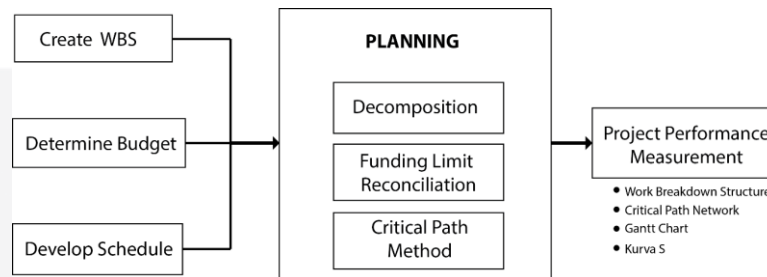 Create WBS
Determine Budget
Develop Schedule
PLANNING
Decomposition
Funding Limit
Reconciliation
Critical Path
Method
Project Performance
Measurement
• Work Breakdown Structure
• Critical Path Network
• Gantt Chart
• Kurva S